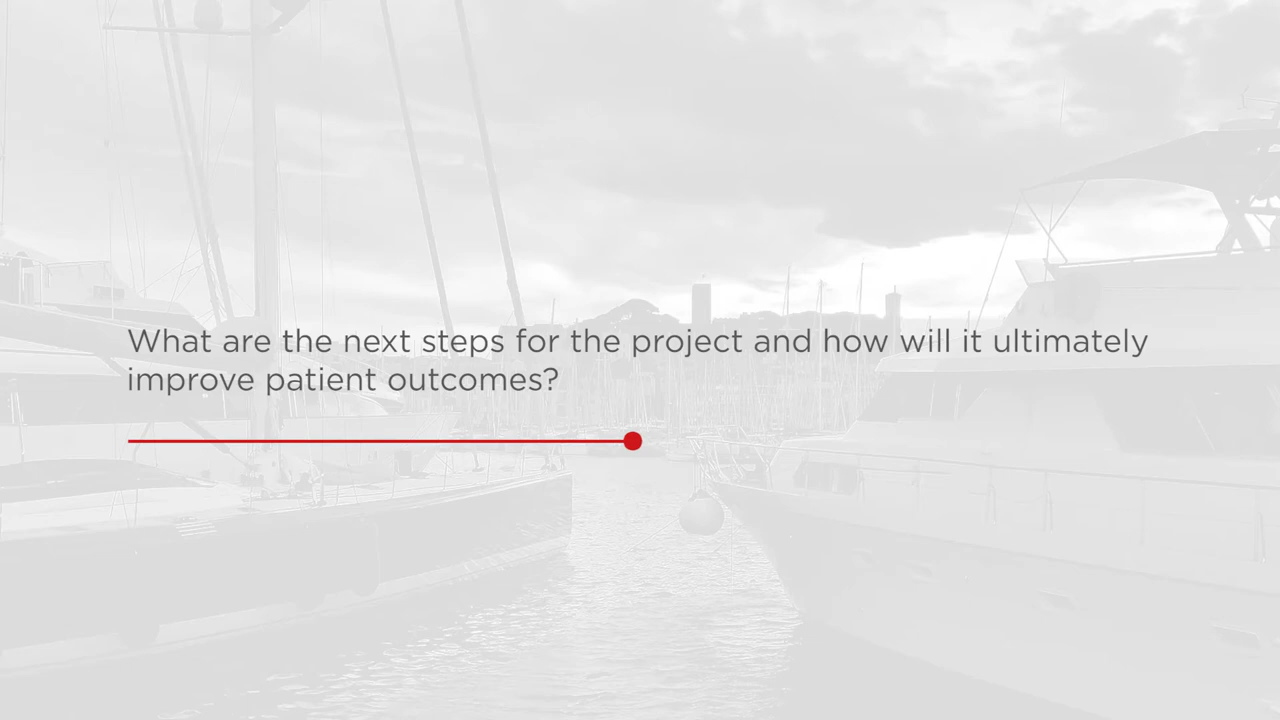 What are the next steps for the project and how will it ultimately
improve patient outcomes?